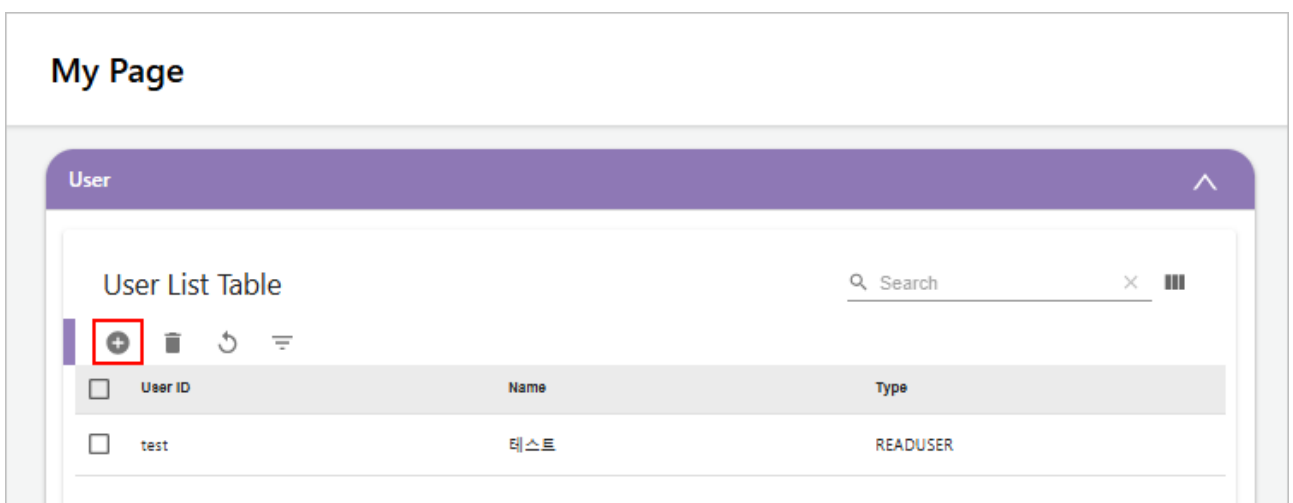 My Page
User
User List Table
Search
User ID Name Type
test 테스트 READUSER